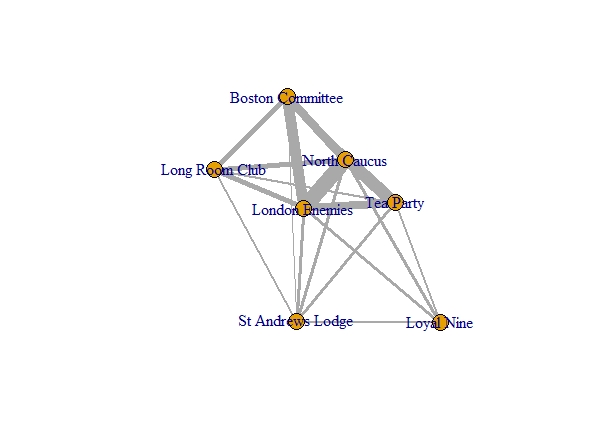 Boston Committee
North Caucus
Long Room Club
Tea Party
London Enemies
St Andrews Lodge
Loyal Nine